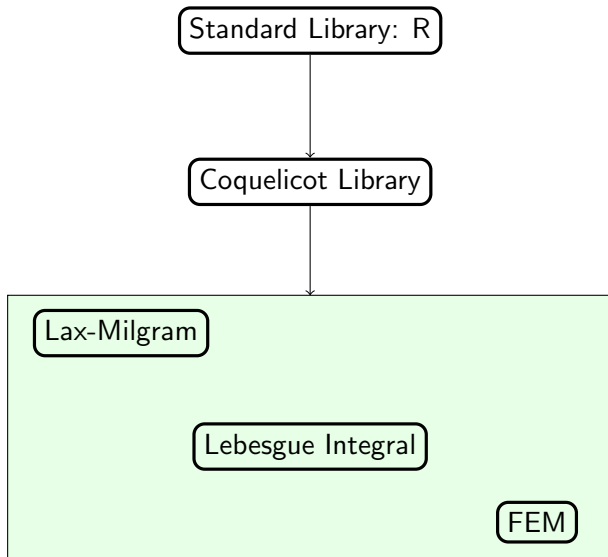 Standard Library: R
Coquelicot Library
Lax-Milgram
Lebesgue Integral
FEM